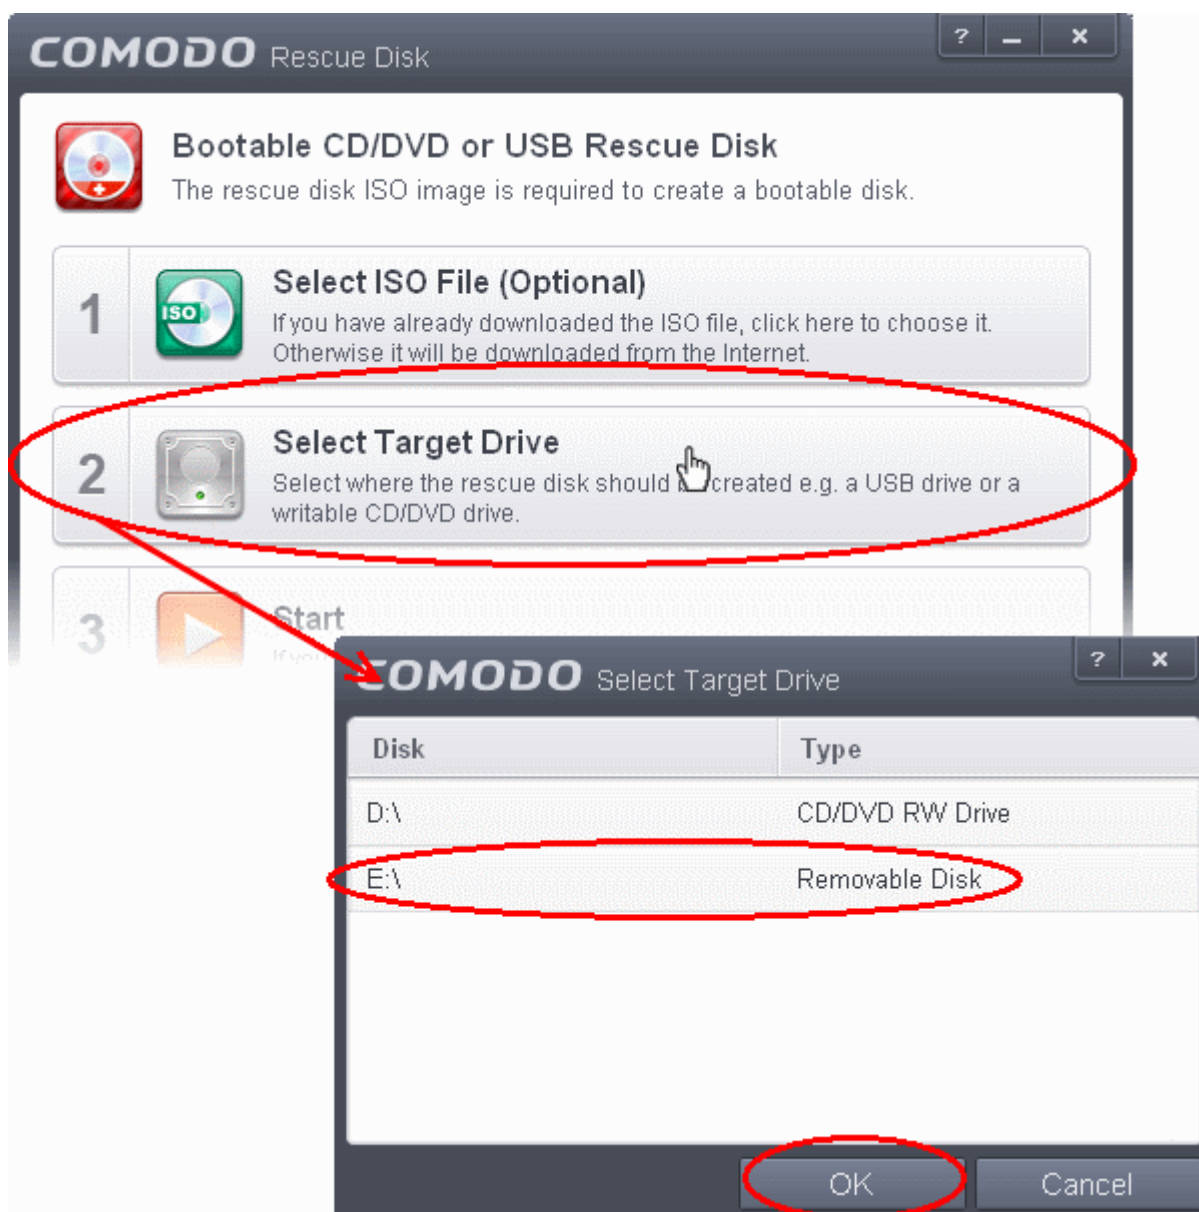 COMODO Rescue Disk
? – ×
Bootable CD/DVD or USB Rescue Disk
The rescue disk ISO image is required to create a bootable disk.
1
ISO
Select ISO File (Optional)
If you have already downloaded the ISO file, click here to choose it.
Otherwise it will be downloaded from the Internet.
2
Select Target Drive
Select where the rescue disk should be created e.g. a USB drive or a
writable CD/DVD drive.
3
Start
If you
COMODO Select Target Drive
? ×
Disk Type
D:\ CD/DVD RW Drive
E:\ Removable Disk
OK Cancel